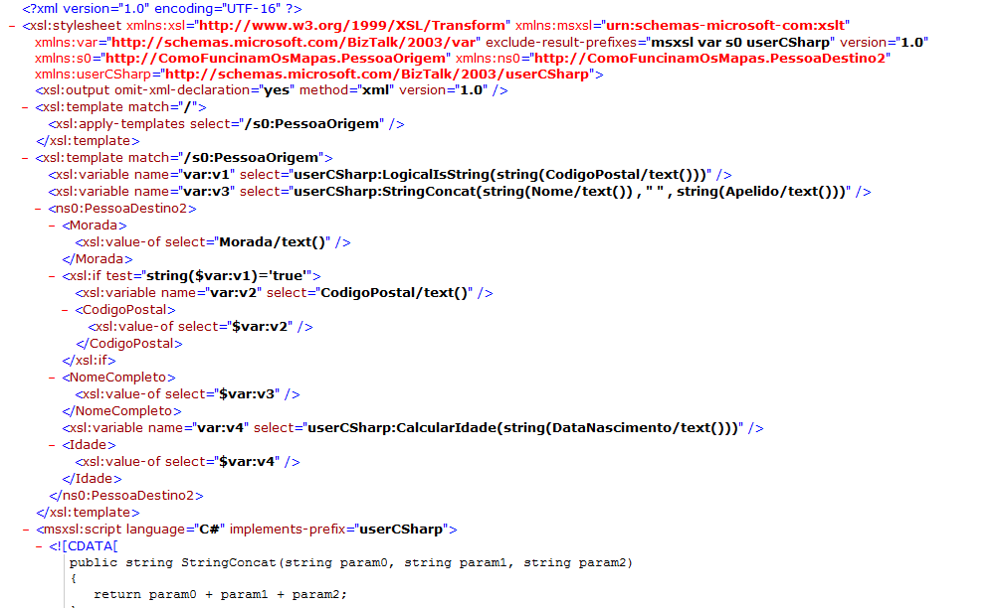 <?xml version="1.0" encoding="UTF-16" ?>
- <xsl:stylesheet xmlns:xsl="http://www.w3.org/1999/XSL/Transform" xmlns:msxsl="urn:schemas-microsoft-com:xslt"
xmlns:var="http://schemas.microsoft.com/BizTalk/2003/var" exclude-result-prefixes="msxsl var s0 userCSharp" version="1.0"
xmlns:s0="http://ComoFuncinamOsMapas.PessoaOrigem" xmlns:ns0="http://ComoFuncinamOsMapas.PessoaDestino2"
xmlns:userCSharp="http://schemas.microsoft.com/BizTalk/2003/userCSharp">
<xsl:output omit-xml-declaration="yes" method="xml" version="1.0" />
- <xsl:template match="/">
<xsl:apply-templates select="/s0:PessoaOrigem" />
</xsl:template>
- <xsl:template match="/s0:PessoaOrigem">
<xsl:variable name="var:v1" select="userCSharp:LogicalIsString(string(CodigoPostal/text()))" />
<xsl:variable name="var:v3" select="userCSharp:StringConcat(string(Nome/text()) , " " , string(Apelido/text()))" />
- <ns0:PessoaDestino2>
- <Morada>
<xsl:value-of select="Morada/text()" />
</Morada>
- <xsl:if test="string($var:v1)='true'">
<xsl:variable name="var:v2" select="CodigoPostal/text()" />
- <CodigoPostal>
<xsl:value-of select="$var:v2" />
</CodigoPostal>
</xsl:if>
- <NomeCompleto>
<xsl:value-of select="$var:v3" />
</NomeCompleto>
<xsl:variable name="var:v4" select="userCSharp:CalcularIdade(string(DataNascimento/text()))" />
- <Idade>
<xsl:value-of select="$var:v4" />
</Idade>
</ns0:PessoaDestino2>
</xsl:template>
- <msxsl:script language="C#" implements-prefix="userCSharp">
- <![CDATA[
public string StringConcat(string param0, string param1, string param2)
{
return param0 + param1 + param2;